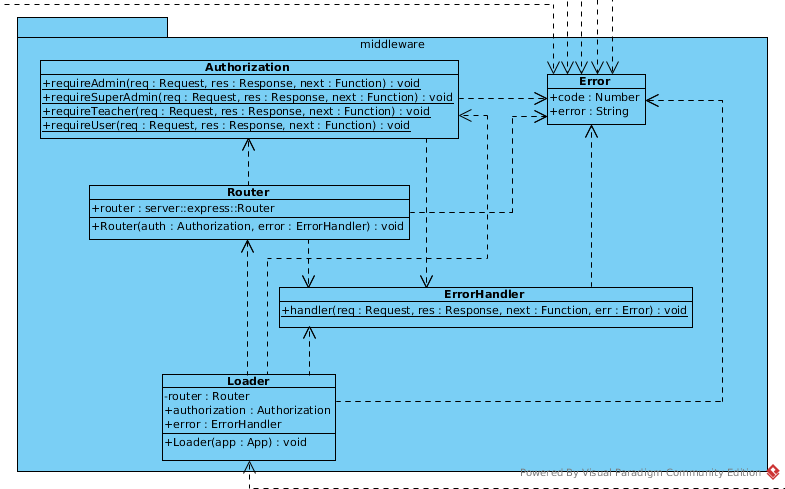 middleware
Authorization
+requireAdmin(req : Request, res : Response, next : Function) : void
+requireSuperAdmin(req : Request, res : Response, next : Function) : void
+requireTeacher(req : Request, res : Response, next : Function) : void
+requireUser(req : Request, res : Response, next : Function) : void
Error
+code : Number
+error : String
Router
+router : server::express::Router
+Router(auth : Authorization, error : ErrorHandler) : void
ErrorHandler
+handler(req : Request, res : Response, next : Function, err : Error) : void
Loader
-router : Router
+authorization : Authorization
+error : ErrorHandler
+Loader(app : App) : void
Powered By Visual Paradigm Community Edition